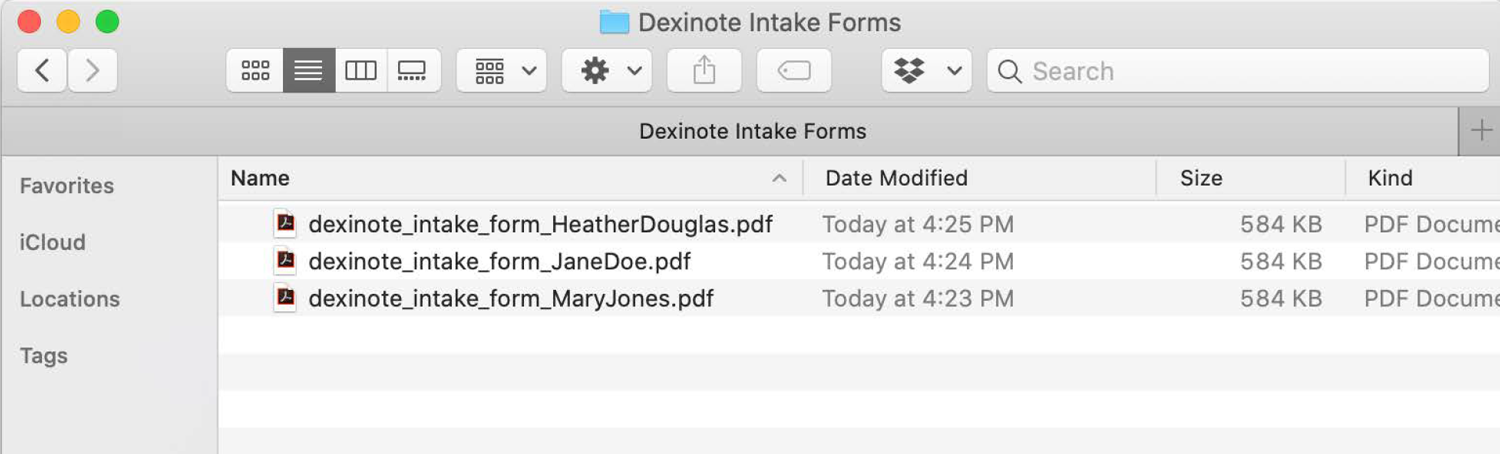 Dexinote Intake Forms
Search
Dexinote Intake Forms
Favorites
iCloud
Locations
Tags
Name Date Modified Size Kind
dexinote_intake_form_HeatherDouglas.pdf Today at 4:25 PM 584 KB PDF Docume
dexinote_intake_form_JaneDoe.pdf Today at 4:24 PM 584 KB PDF Docume
dexinote_intake_form_MaryJones.pdf Today at 4:23 PM 584 KB PDF Docume